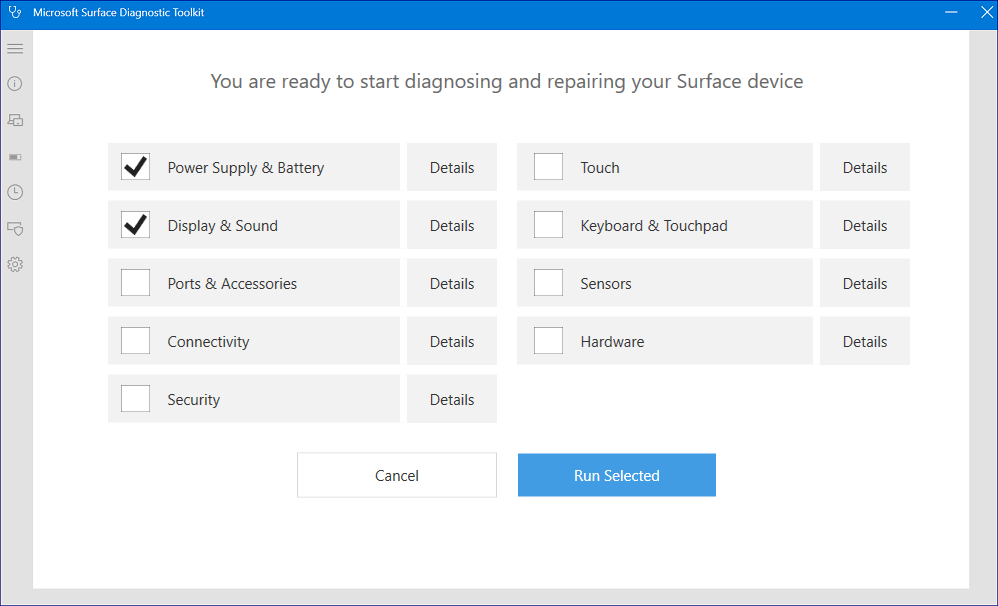 Microsoft Surface Diagnostic Toolkit
You are ready to start diagnosing and repairing your Surface device
Power Supply & Battery
Details
Touch
Details
Display & Sound
Details
Keyboard & Touchpad
Details
Ports & Accessories
Details
Sensors
Details
Connectivity
Details
Hardware
Details
Security
Details
Cancel
Run Selected